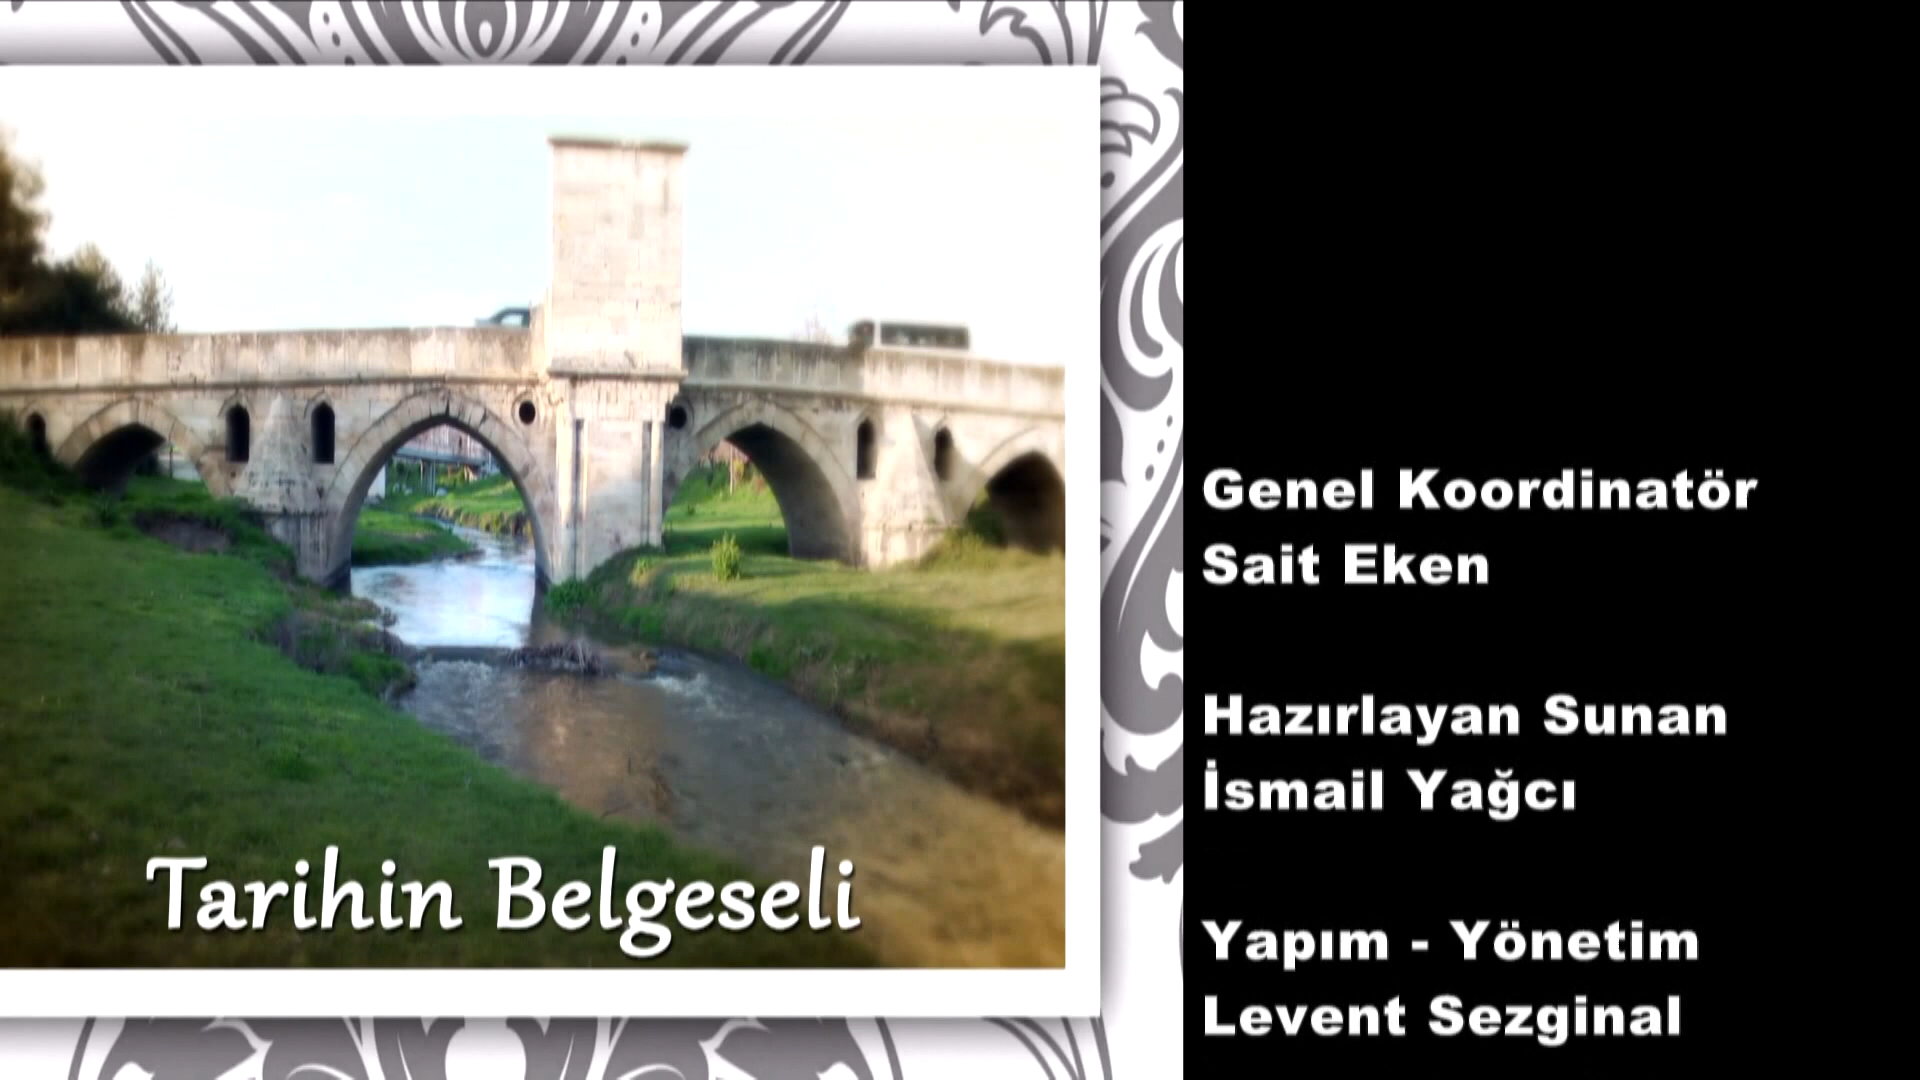 Tarihin Belgeseli
Genel Koordinatör
Sait Eken
Hazırlayan Sunan
İsmail Yağcı
Yapım - Yönetim
Levent Sezginal